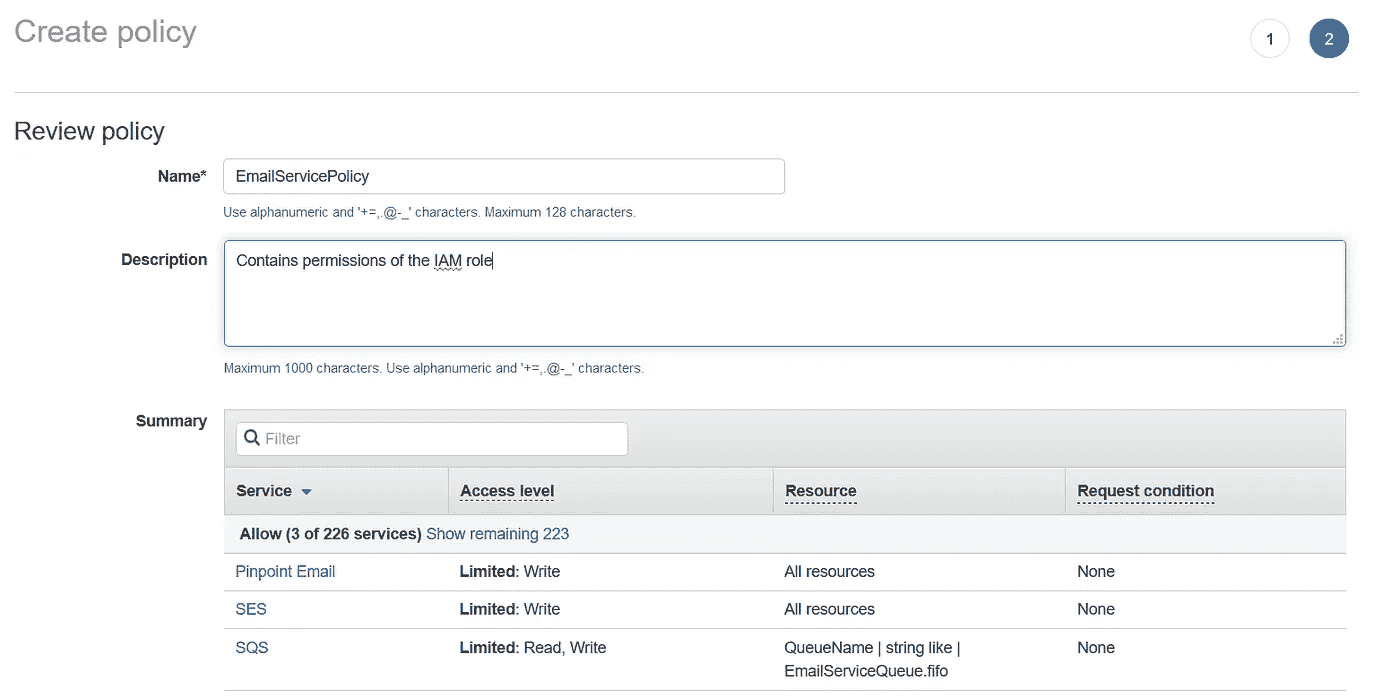 Create policy
1 2
Review policy
Name* EmailServicePolicy
Use alphanumeric and '+=,.@-_' characters. Maximum 128 characters.
Description Contains permissions of the IAM role
Maximum 1000 characters. Use alphanumeric and '+=,.@-_' characters.
Summary Filter
Service Access level Resource Request condition
Allow (3 of 226 services) Show remaining 223
Pinpoint Email Limited: Write All resources None
SES Limited: Write All resources None
SQS Limited: Read, Write QueueName | string like | None
EmailServiceQueue.fifo